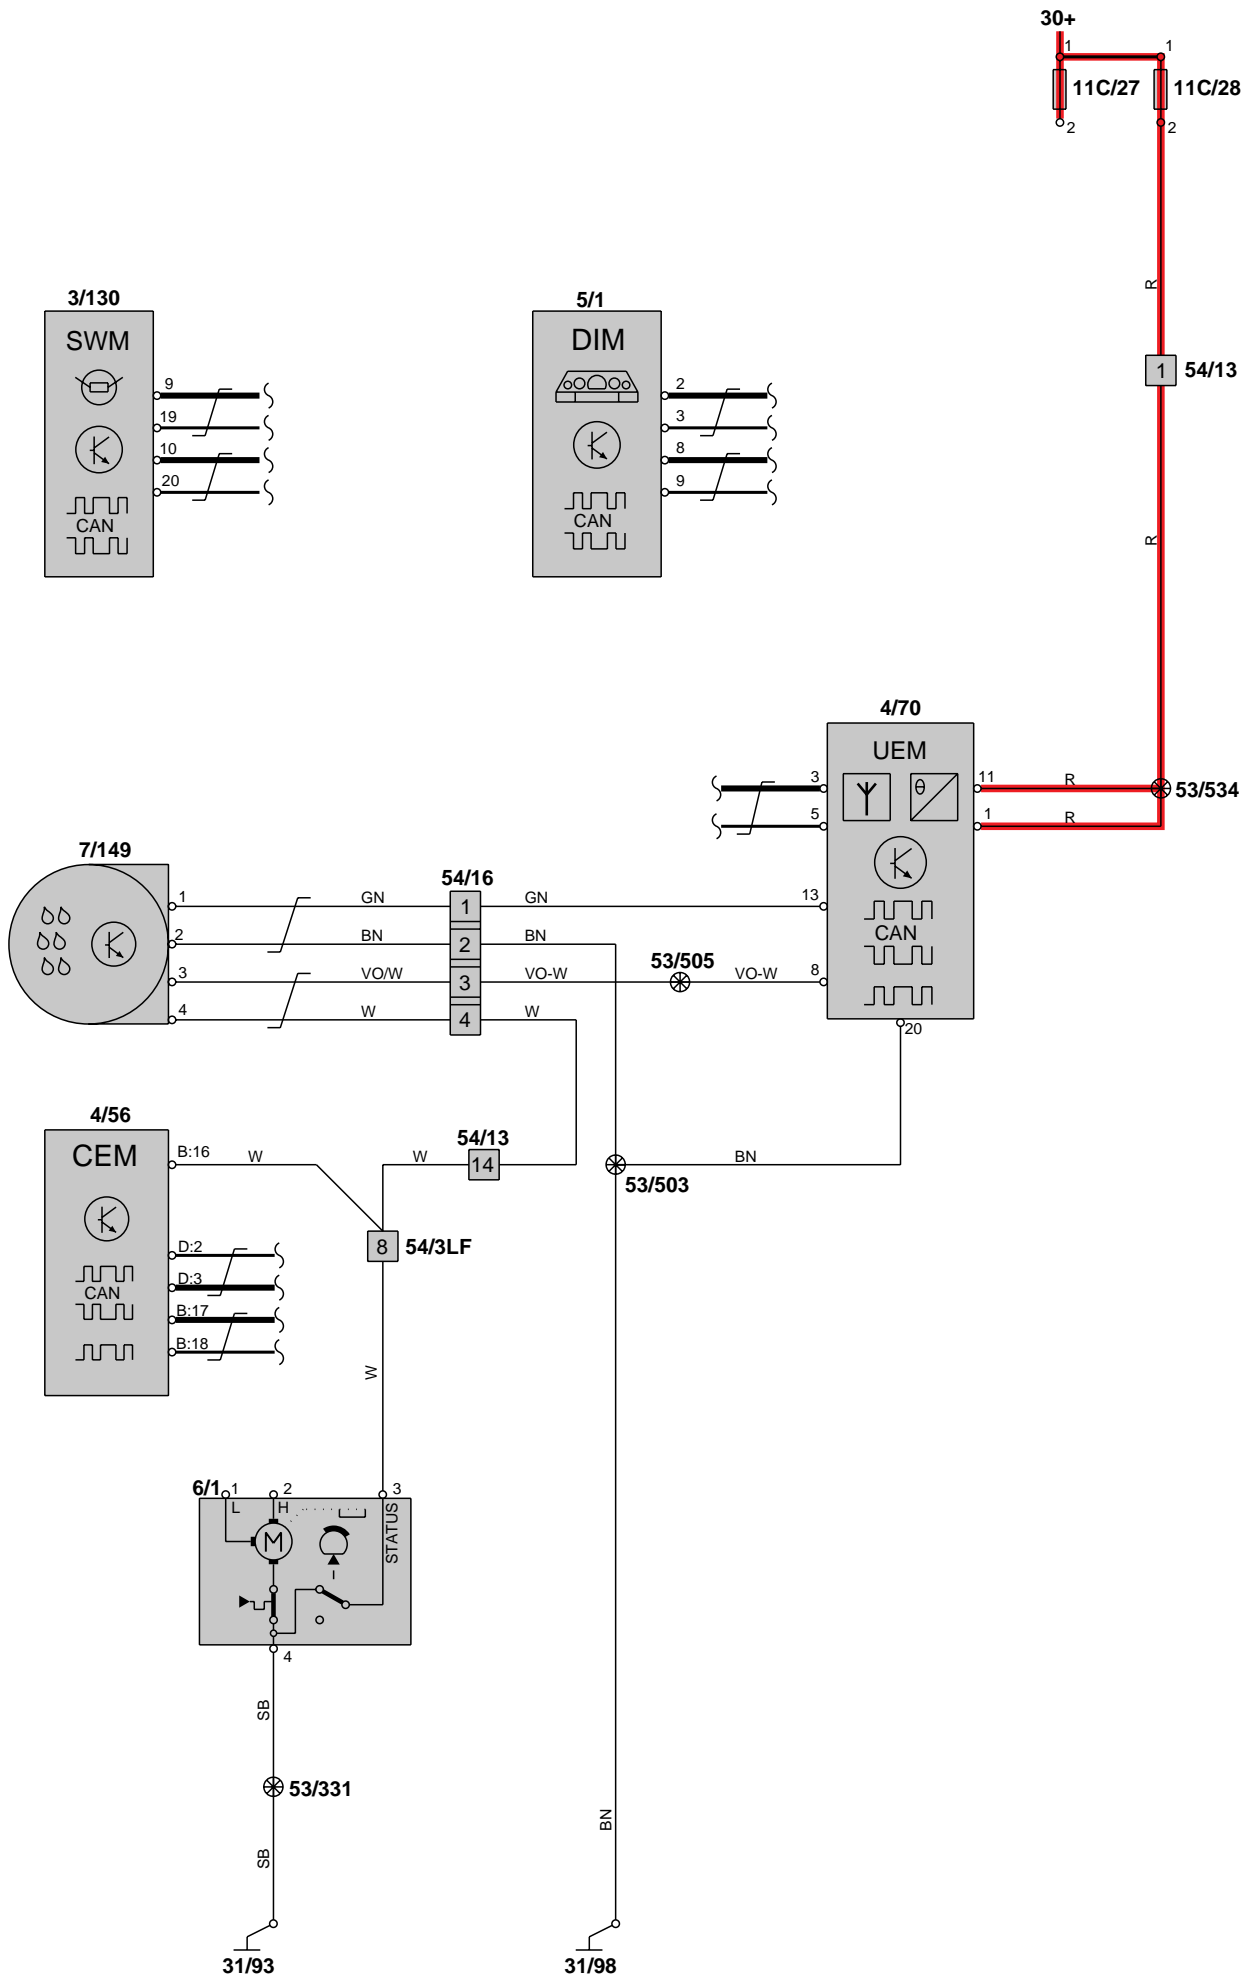 30+
1 1
11C/27 11C/28
2 2
R
3/130 5/1
SWM DIM
54/13
1
9 2
19 3
10 8
20 9
CAN CAN
R
4/70
UEM
3 θ 11 R 53/534
5 1 R
7/149
54/16
1 GN 1 GN 13
2 BN 2 BN
CAN
53/505
3 VO/W 3 VO-W VO-W 8
4 W 4 W
20
4/56
CEM
B:16 W
54/13
W 14
BN
53/503
8 54/3LF
D:2
D:3
CAN
B:17
B:18
W
6/1 1 2 3
L H
M
STATUS
4
SB
53/331
BN
SB
31/93 31/98